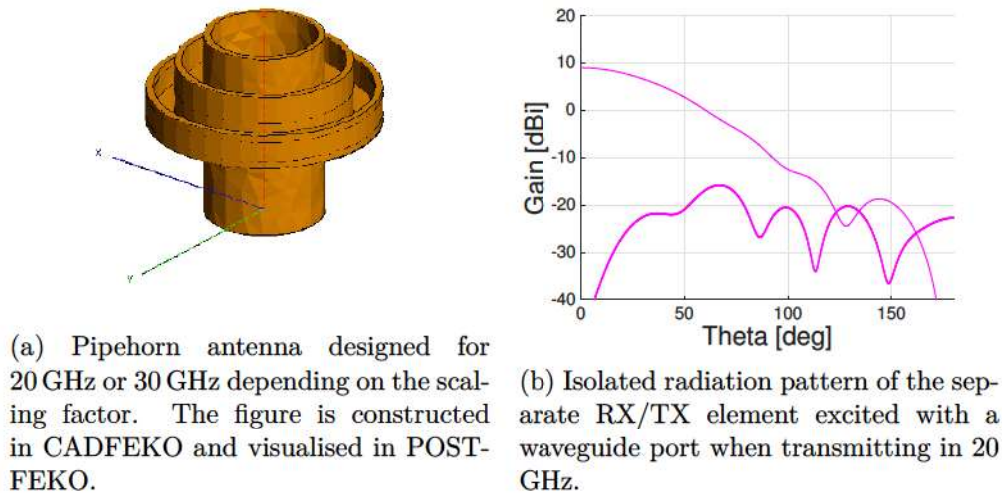 X
Y
20
10
0
-10
-20
-30
-40
Gain [dBi]
0
50
100
150
Theta [deg]
(a) Pipehorn antenna designed for
20 GHz or 30 GHz depending on the scal-
ing factor. The figure is constructed
in CADFEKO and visualised in POST-
FEKO.
(b) Isolated radiation pattern of the sep-
arate RX/TX element excited with a
waveguide port when transmitting in 20
GHz.